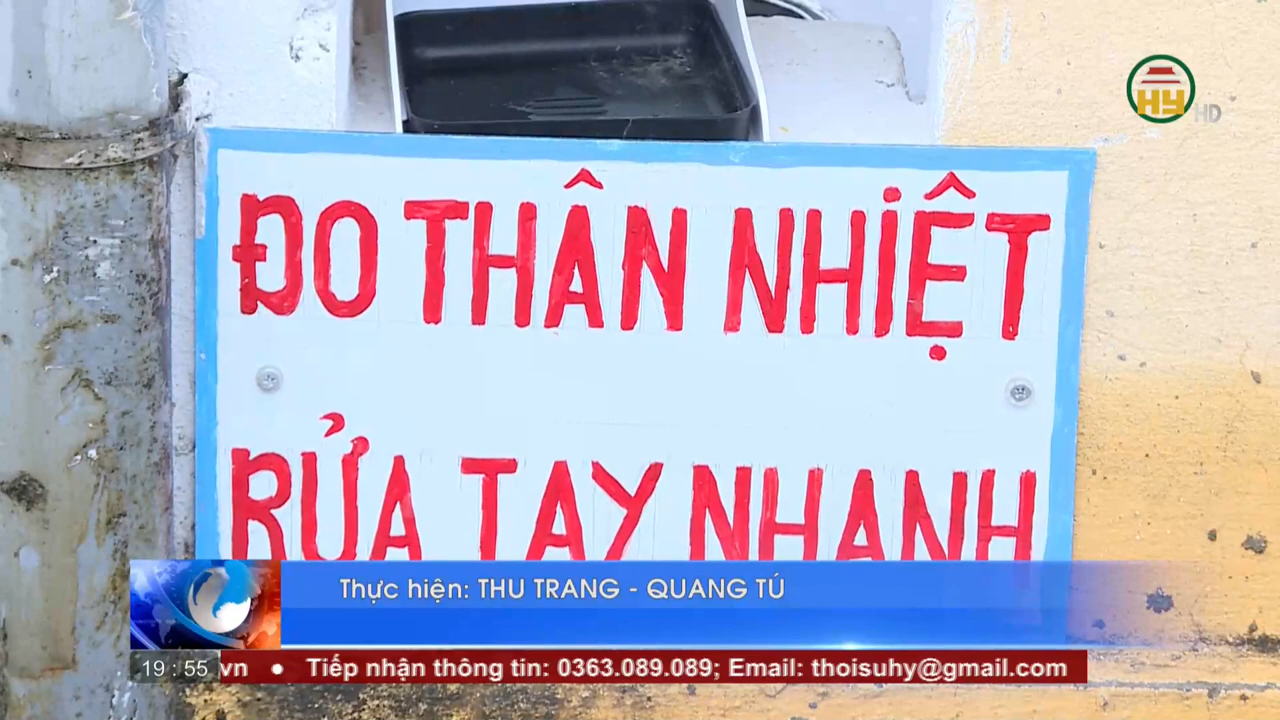 HY HD
ĐO THÂN NHIỆT
RỬA TAY NHANH
Thực hiện: THU TRANG - QUANG TÚ
19 : 55 vn ● Tiếp nhận thông tin: 0363.089.089; Email: thoisuhy@gmail.com